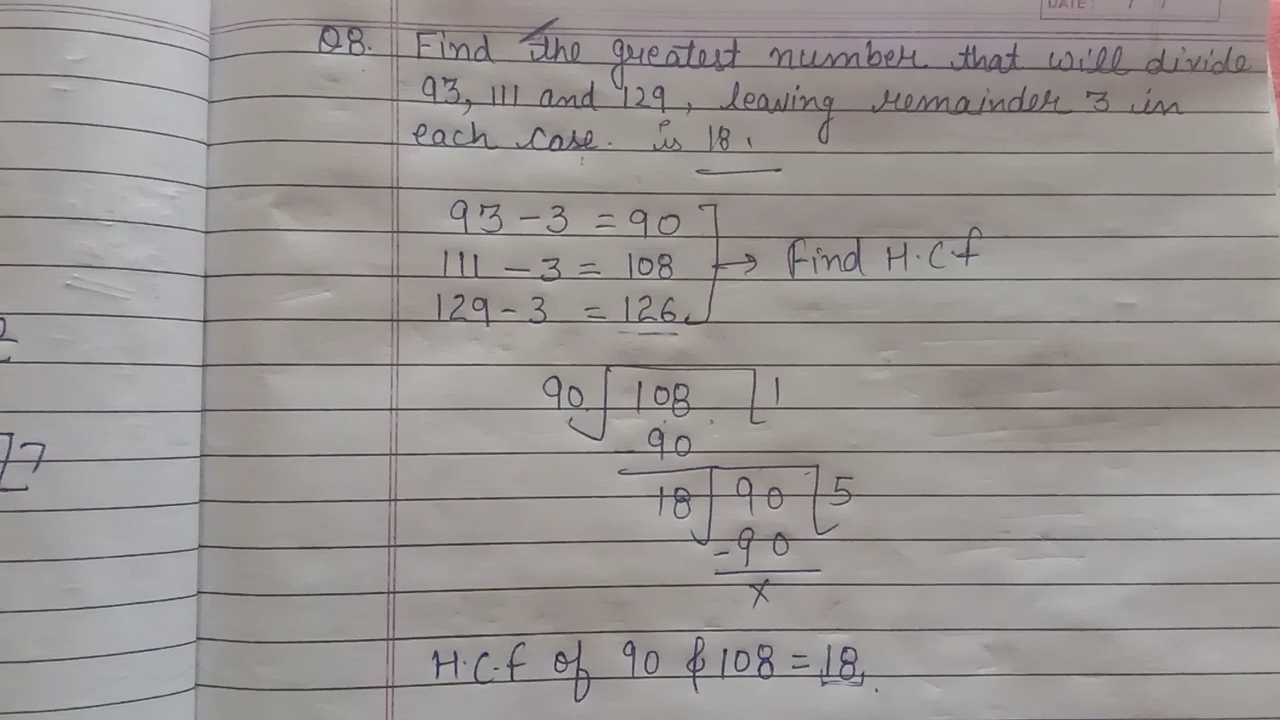 DATE: / /
Q8. Find the greatest number that will divide
93, 111 and 129, leaving remainder 3 in
each case. is 18.
93 - 3 = 90
111 - 3 = 108 → Find H.C.f
129 - 3 = 126.
90 108 1
90
18 90 5
-90
x
H.C.f of 90 & 108 = 18.
2